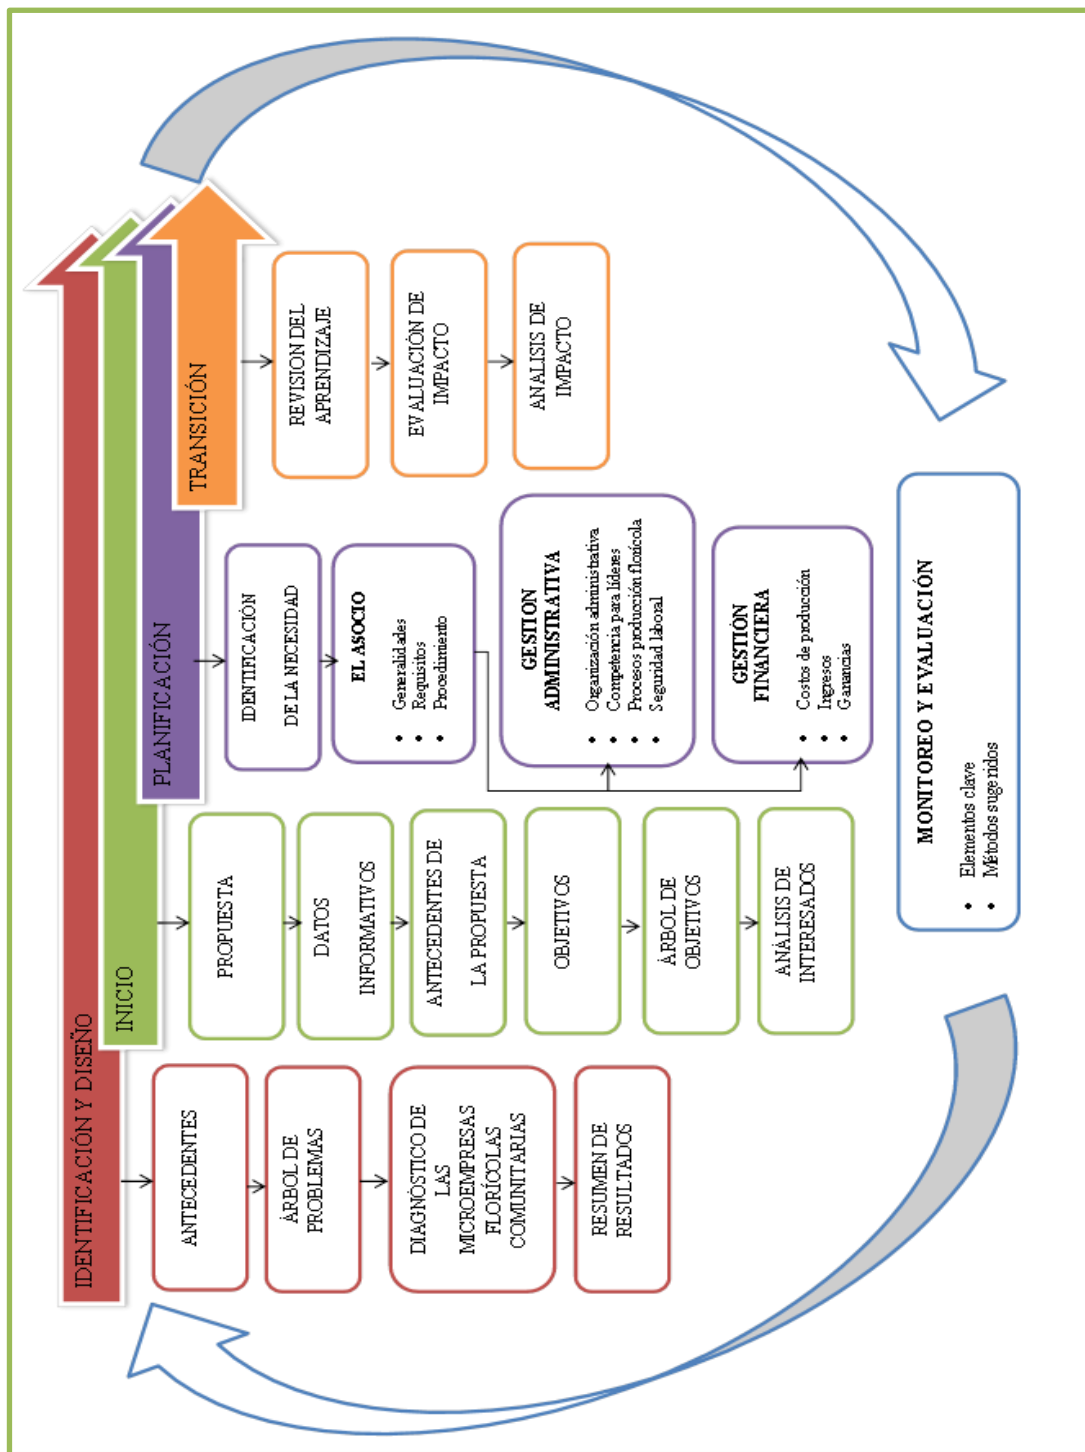 IDENTIFICACIÓN Y DISEÑO
ANTECEDENTES
ÁRBOL DE
PROBLEMAS
DIAGNÓSTICO DE
LAS
MICROEMPRESAS
FLORÍCOLAS
COMUNITARIAS
RESUMEN DE
RESULTADOS
INICIO
PROPUESTA
DATOS
INFORMATIVOS
ANTECEDENTES DE
LA PROPUESTA
OBJETIVOS
ÁRBOL DE
OBJETIVOS
ANÁLISIS DE
INTERESADOS
PLANIFICACIÓN
IDENTIFICACIÓN
DE LA NECESIDAD
EL ASOCIO
• Generalidades
• Requisitos
• Procedimiento
GESTIÓN
ADMINISTRATIVA
• Organización administrativa
• Competencia para líderes
• Procesos producción florícola
• Seguridad laboral
GESTIÓN
FINANCIERA
• Costos de producción
• Ingresos
• Ganancias
TRANSICIÓN
REVISION DEL
APRENDIZAJE
EVALUACIÓN DE
IMPACTO
ANALISIS DE
IMPACTO
MONITOREO Y EVALUACIÓN
• Elementos clave
• Métodos sugeridos